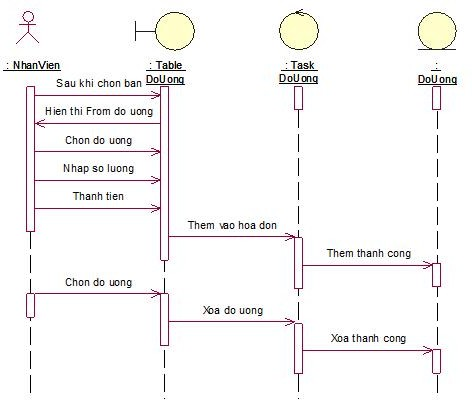 : NhanVien
: Table
DoUong
: Task
DoUong
:
DoUong
Sau khi chon ban
Hien thi From do uong
Chon do uong
Nhap so luong
Thanh tien
Them vao hoa don
Them thanh cong
Chon do uong
Xoa do uong
Xoa thanh cong